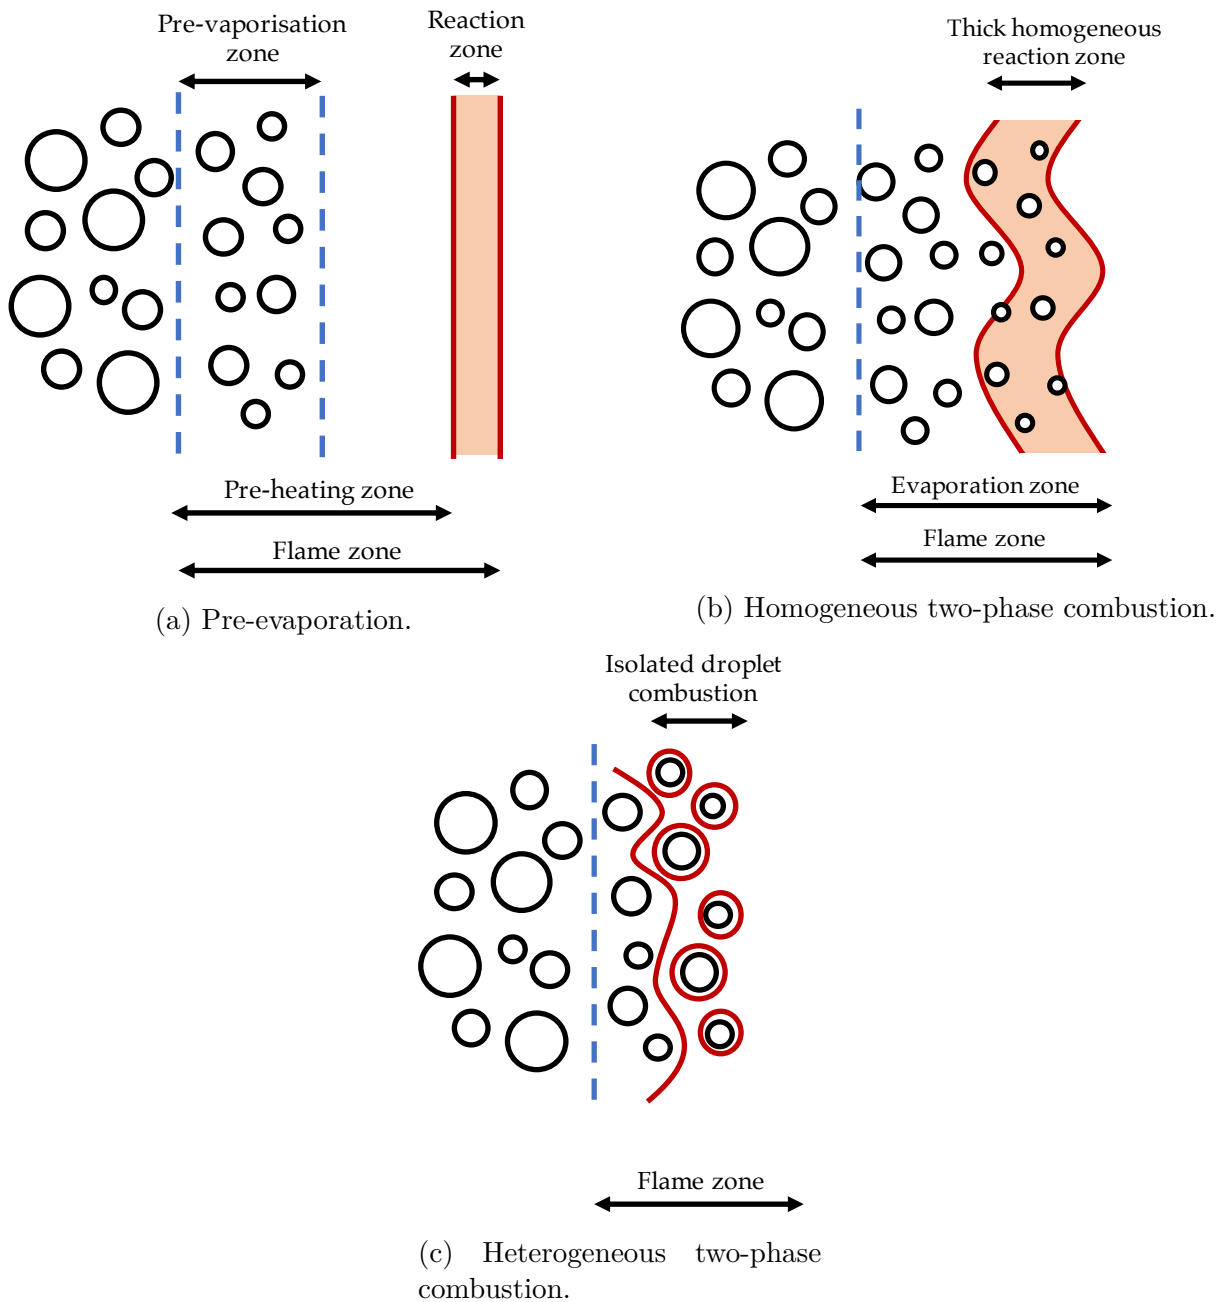 Pre-vaporisation
zone
Reaction
zone
Thick homogeneous
reaction zone
Pre-heating zone
Flame zone
Evaporation zone
Flame zone
(a) Pre-evaporation.
(b) Homogeneous two-phase combustion.
Isolated droplet
combustion
Flame zone
(c) Heterogeneous two-phase
combustion.